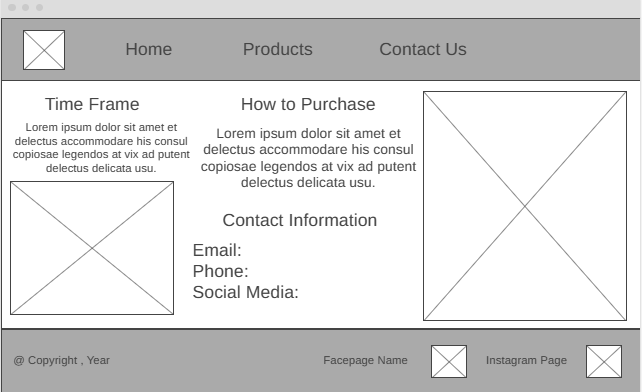 Home
Products
Contact Us
Time Frame
Lorem ipsum dolor sit amet et
delectus accommodare his consul
copiosae legendos at vix ad putent
delectus delicata usu.
How to Purchase
Lorem ipsum dolor sit amet et
delectus accommodare his consul
copiosae legendos at vix ad putent
delectus delicata usu.
Contact Information
Email:
Phone:
Social Media:
@ Copyright , Year
Facepage Name
Instagram Page